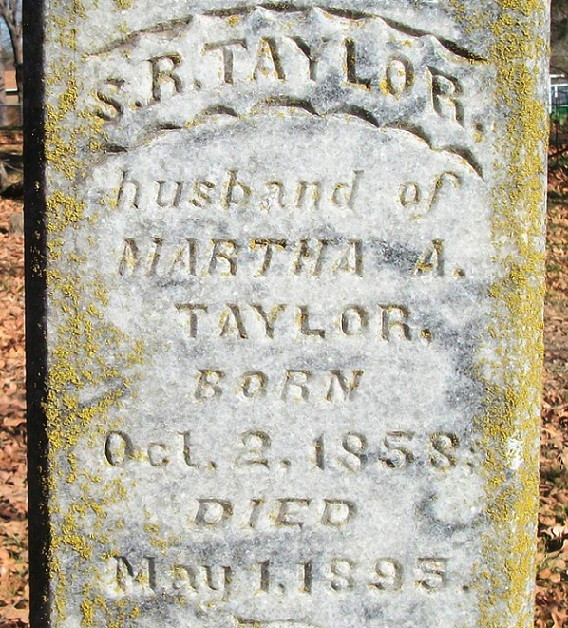 S.R. TAYLOR.
husband of
MARTHA A.
TAYLOR.
BORN
Oct. 2. 1858.
DIED
May 1. 1895.